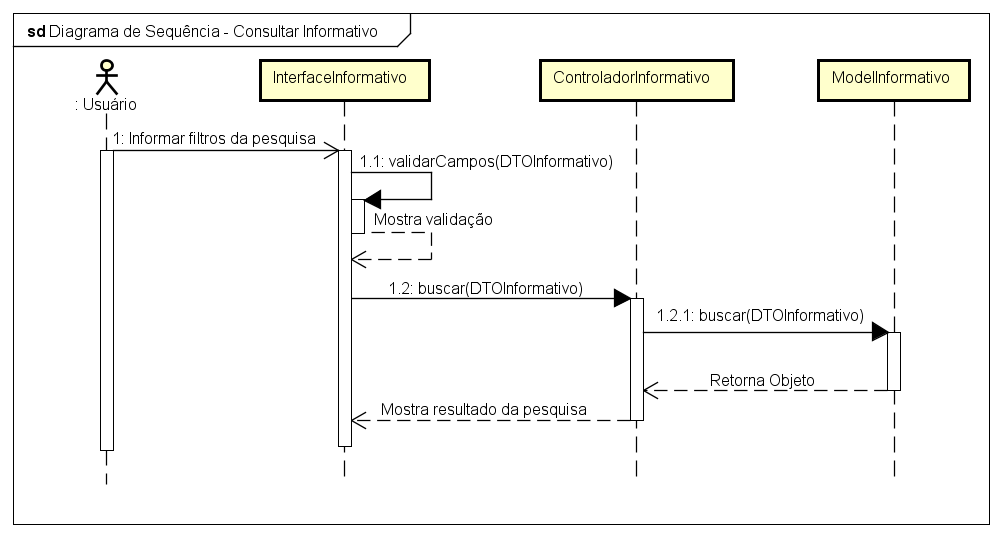 sd Diagrama de Sequência - Consultar Informativo
: Usuário
InterfaceInformativo
ControladorInformativo
ModelInformativo
1: Informar filtros da pesquisa
1.1: validarCampos(DTOInformativo)
Mostra validação
1.2: buscar(DTOInformativo)
1.2.1: buscar(DTOInformativo)
Retorna Objeto
Mostra resultado da pesquisa